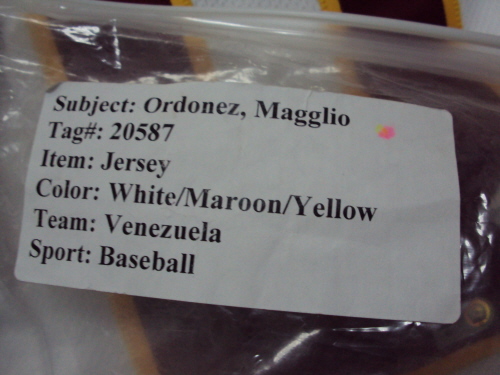 Subject: Ordonez, Magglio
Tag#: 20587
Item: Jersey
Color: White/Maroon/Yellow
Team: Venezuela
Sport: Baseball